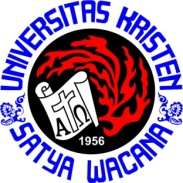 UNIVERSITAS KRISTEN
Α Ω
1956
SATYA WACANA